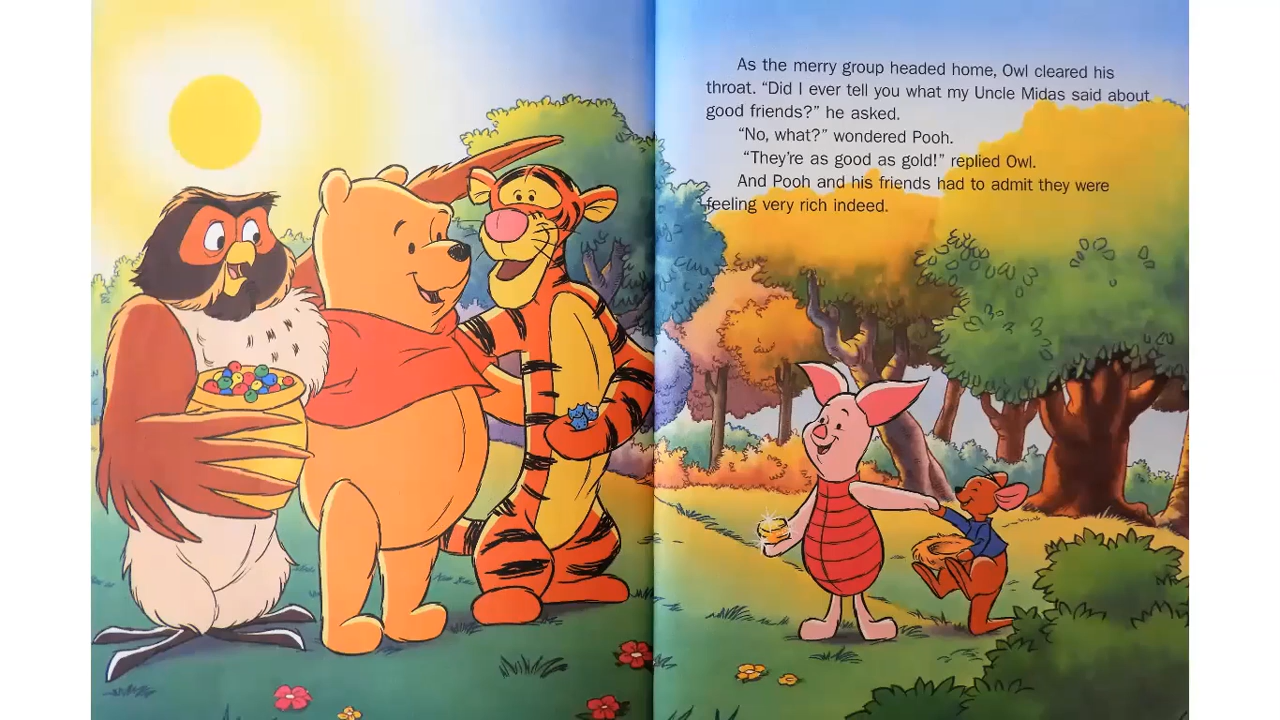 As the merry group headed home, Owl cleared his
throat. “Did I ever tell you what my Uncle Midas said about
good friends?” he asked.
“No, what?” wondered Pooh.
“They’re as good as gold!” replied Owl.
And Pooh and his friends had to admit they were
feeling very rich indeed.